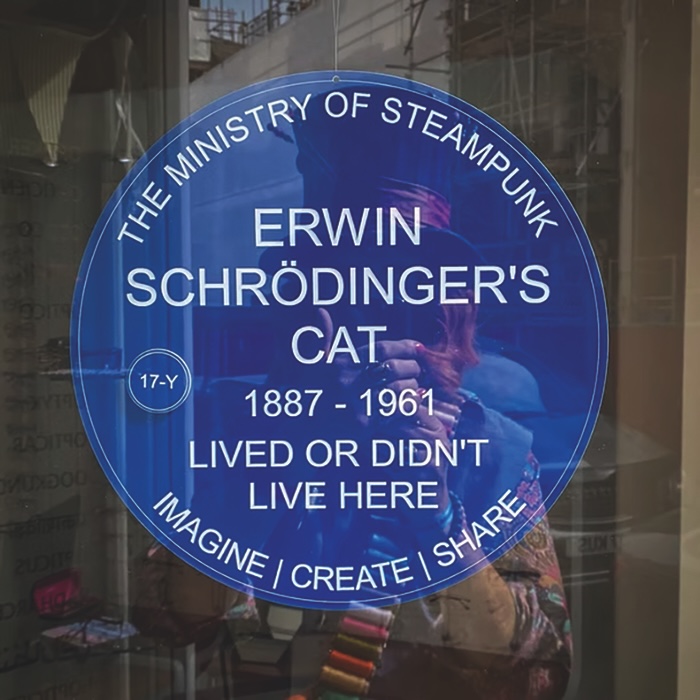 THE MINISTRY OF STEAMPUNK
ERWIN
SCHRÖDINGER'S
CAT
17-Y
1887 - 1961
LIVED OR DIDN'T
LIVE HERE
IMAGINE | CREATE | SHARE